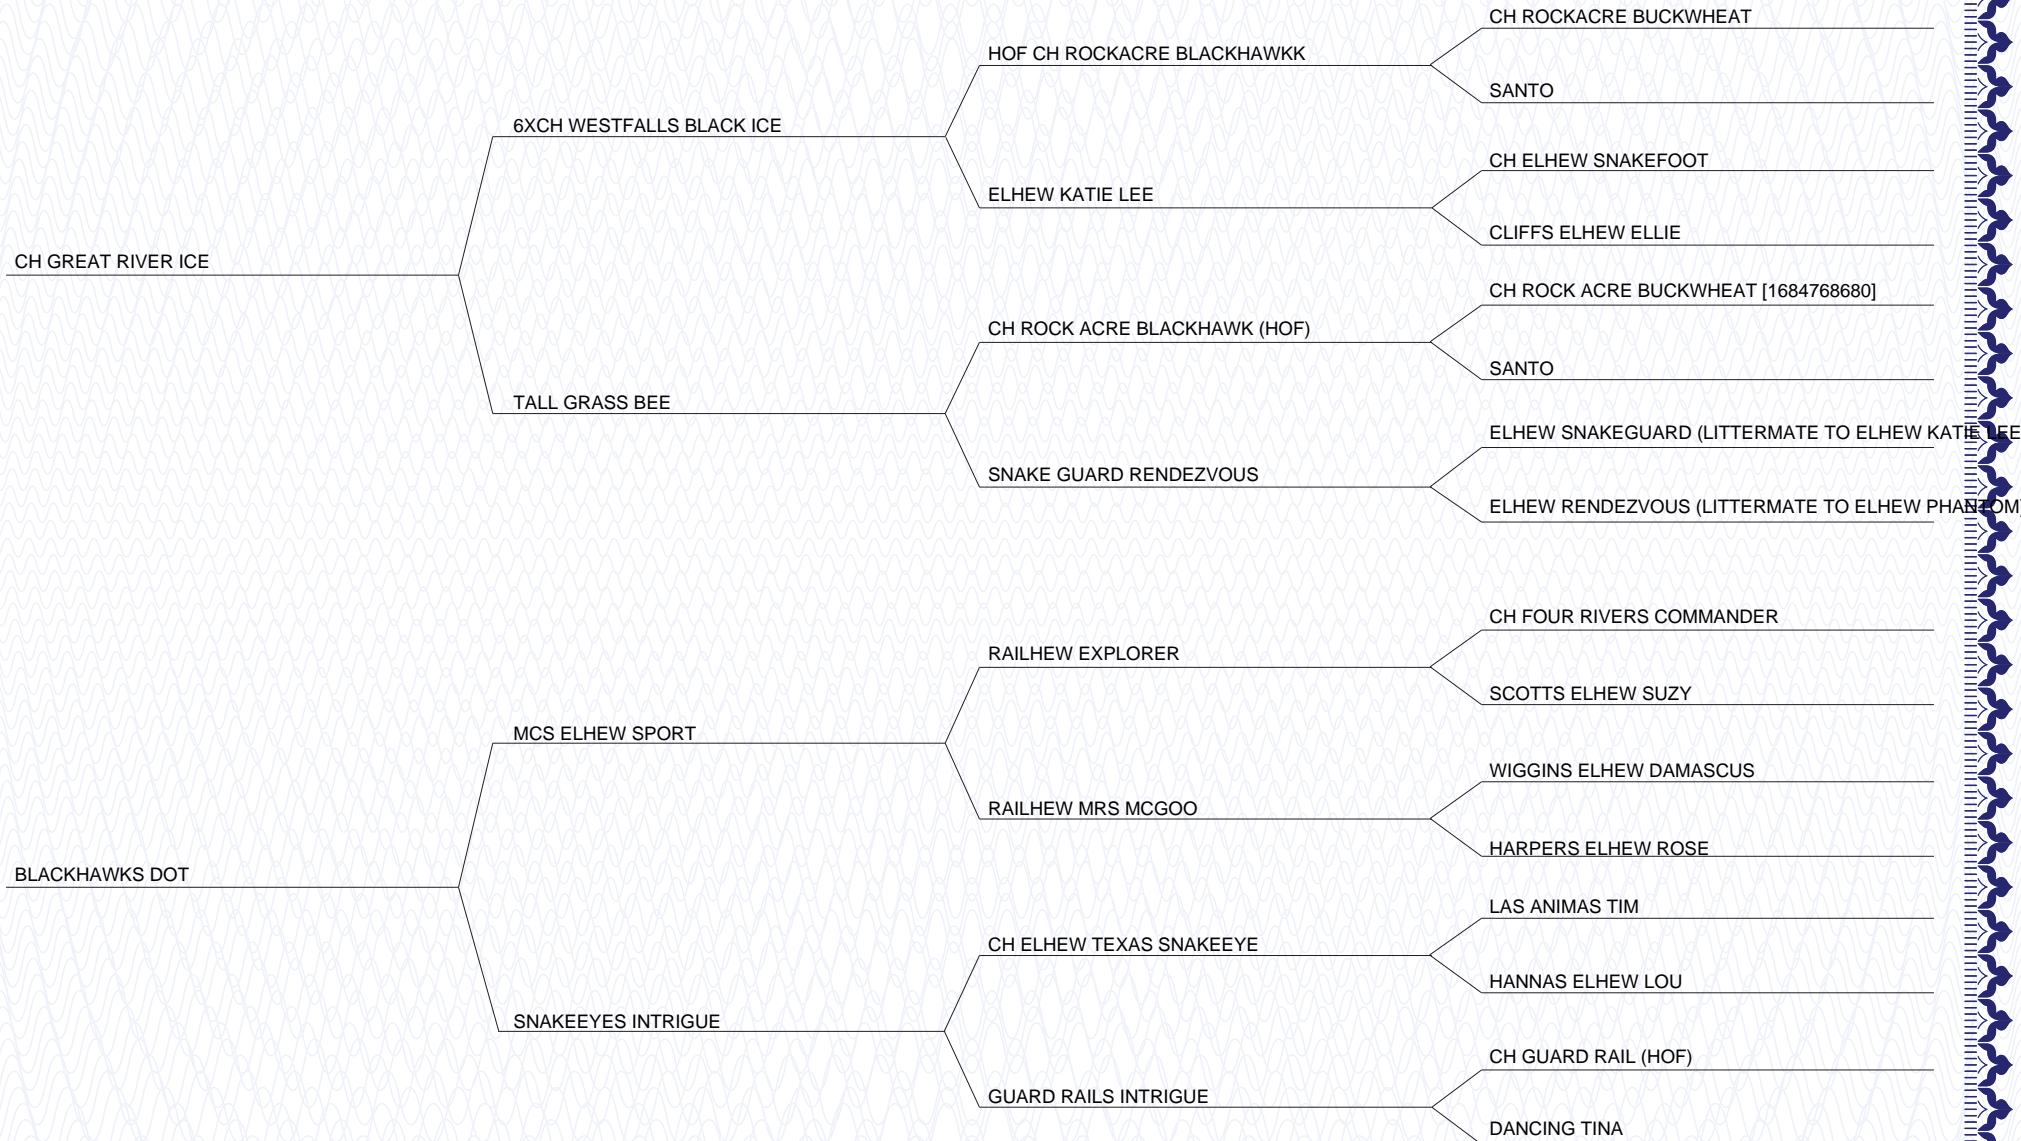 CH ROCKACRE BUCKWHEAT
HOF CH ROCKACRE BLACKHAWKK
SANTO
6XCH WESTFALLS BLACK ICE
CH ELHEW SNAKEFOOT
ELHEW KATIE LEE
CLIFFS ELHEW ELLIE
CH GREAT RIVER ICE
CH ROCK ACRE BUCKWHEAT [1684768680]
CH ROCK ACRE BLACKHAWK (HOF)
SANTO
TALL GRASS BEE
ELHEW SNAKEGUARD (LITTERMATE TO ELHEW KATIE LEE
SNAKE GUARD RENDEZVOUS
ELHEW RENDEZVOUS (LITTERMATE TO ELHEW PHANTOM)
CH FOUR RIVERS COMMANDER
RAILHEW EXPLORER
SCOTTS ELHEW SUZY
MCS ELHEW SPORT
WIGGINS ELHEW DAMASCUS
RAILHEW MRS MCGOO
HARPERS ELHEW ROSE
BLACKHAWKS DOT
LAS ANIMAS TIM
CH ELHEW TEXAS SNAKEEYE
HANNAS ELHEW LOU
SNAKEEYES INTRIGUE
CH GUARD RAIL (HOF)
GUARD RAILS INTRIGUE
DANCING TINA